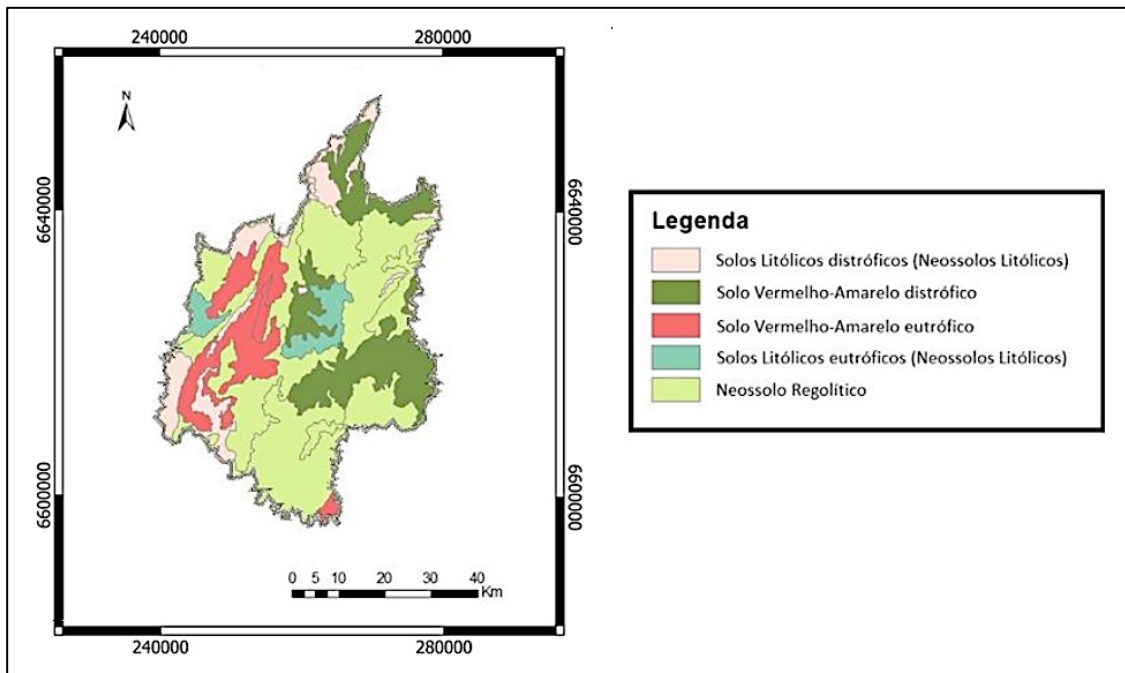 240000 280000
N
6640000 6640000
6600000 6600000
0 5 10 20 30 40
Km
240000 280000
Legenda
Solos Litólicos distróficos (Neossolos Litólicos)
Solo Vermelho-Amarelo distrófico
Solo Vermelho-Amarelo eutrófico
Solos Litólicos eutróficos (Neossolos Litólicos)
Neossolo Regolítico